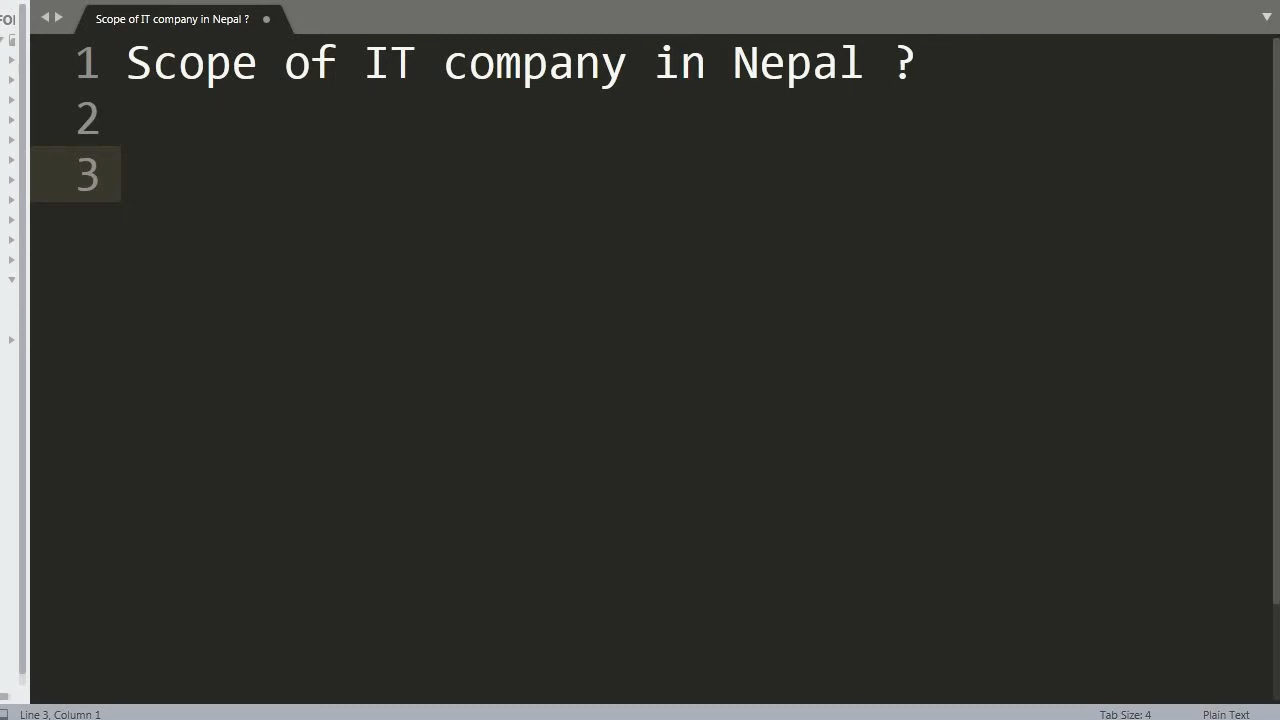 FOI
Scope of IT company in Nepal ?
1 Scope of IT company in Nepal ?
2
3
Line 3, Column 1
Tab Size: 4
Plain Text